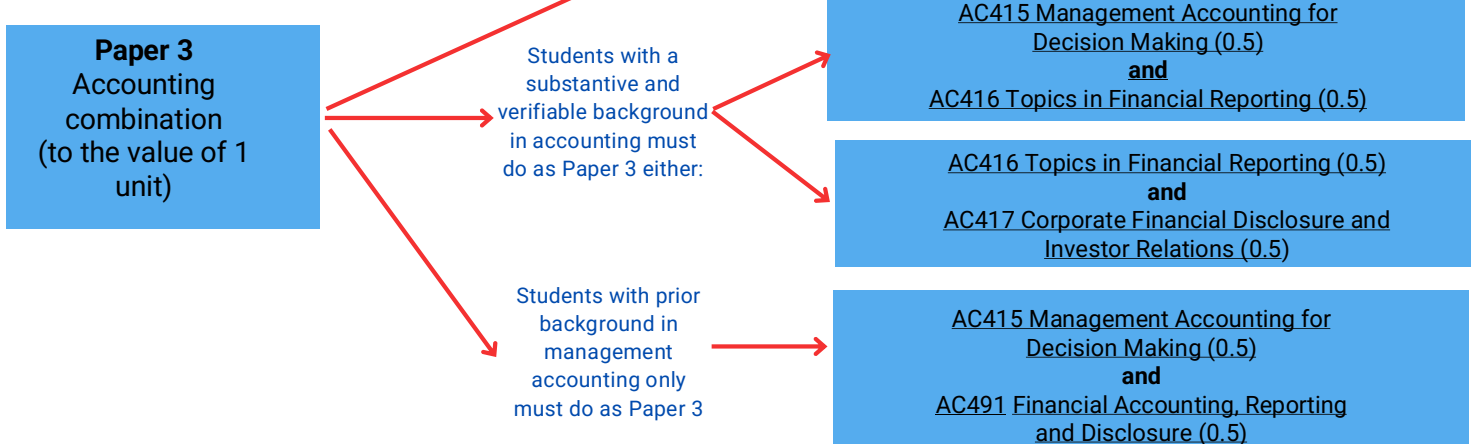 Paper 3
Accounting
combination
(to the value of 1
unit)
Students with a
substantive and
verifiable background
in accounting must
do as Paper 3 either:
AC415 Management Accounting for
Decision Making (0.5)
and
AC416 Topics in Financial Reporting (0.5)
AC416 Topics in Financial Reporting (0.5)
and
AC417 Corporate Financial Disclosure and
Investor Relations (0.5)
Students with prior
background in
management
accounting only
must do as Paper 3
AC415 Management Accounting for
Decision Making (0.5)
and
AC491 Financial Accounting, Reporting
and Disclosure (0.5)